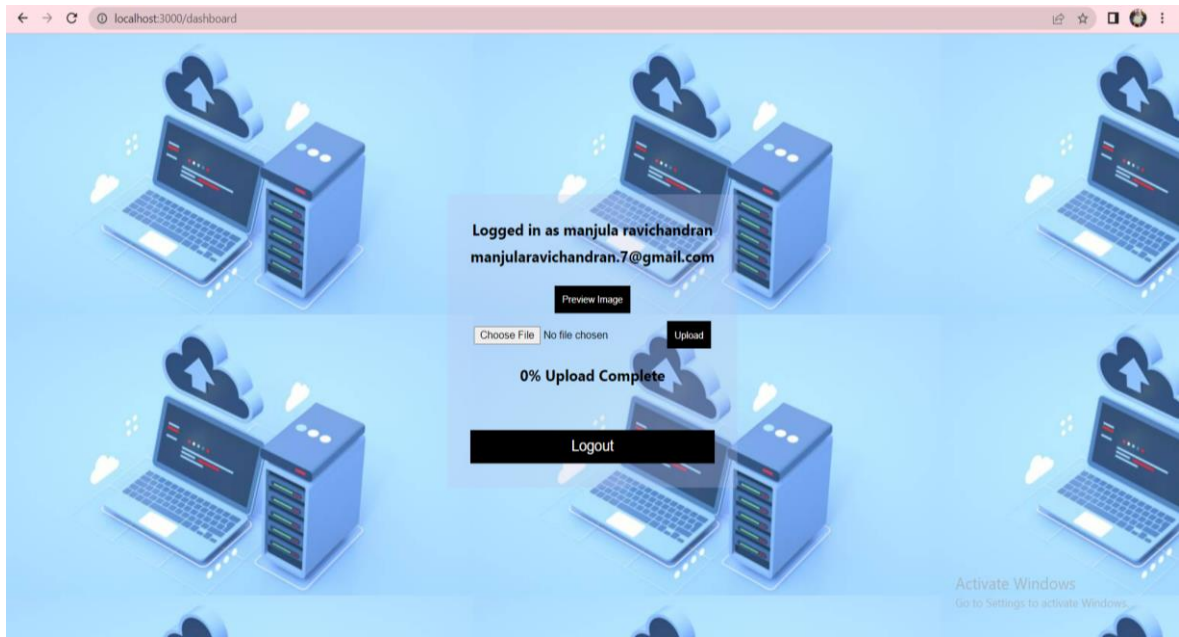 localhost:3000/dashboard
Logged in as manjula ravichandran
manjularavichandran.7@gmail.com
Preview Image
Choose File No file chosen Upload
0% Upload Complete
Logout
Activate Windows
Go to Settings to activate Windows.